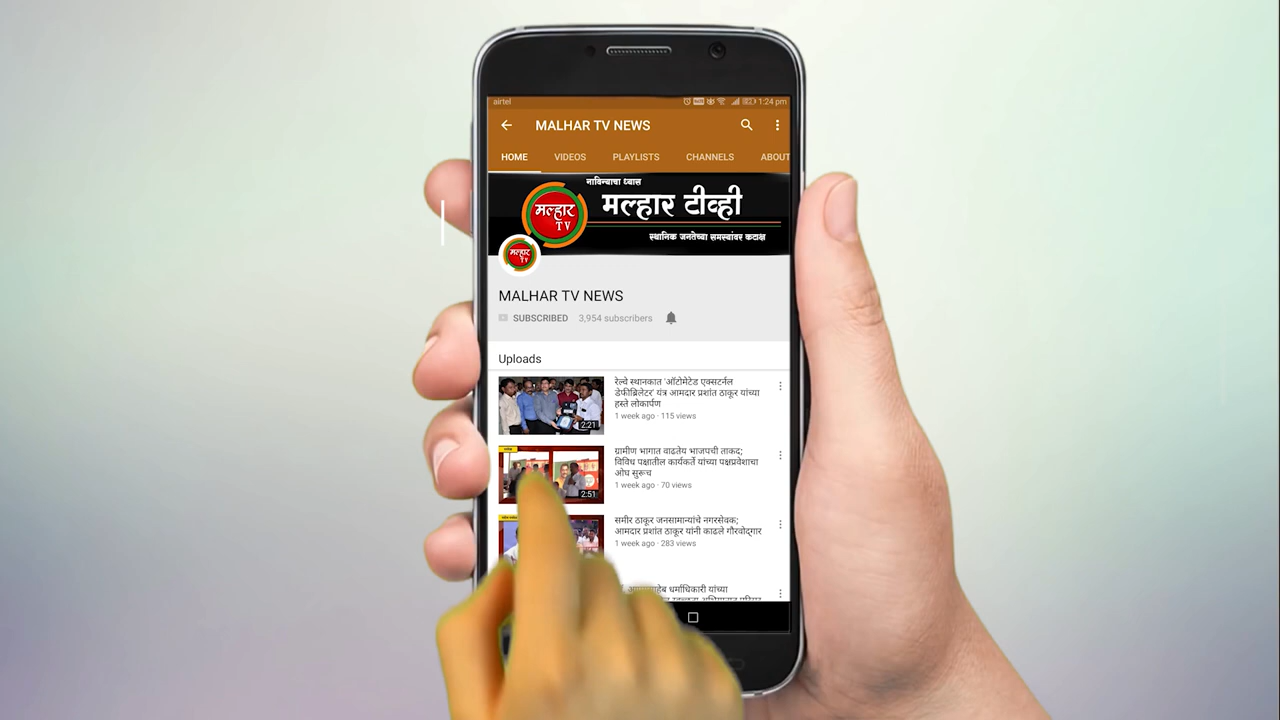 airtel 1:24 pm
MALHAR TV NEWS
HOME VIDEOS PLAYLISTS CHANNELS ABOUT
नाविन्याचा ध्यास
मल्हार टीव्ही
स्थानिक जनतेच्या समस्यांवर कटाक्ष
मल्हार
TV
मल्हार
TV
MALHAR TV NEWS
SUBSCRIBED 3,954 subscribers
Uploads
रेल्वे स्थानकात 'ऑटोमेटेड एक्सटर्नल
डेफीब्रिलेटर' यंत्र आमदार प्रशांत ठाकूर यांच्या
हस्ते लोकार्पण
1 week ago · 115 views
2:21
ग्रामीण भागात वाढतेय भाजपची ताकद;
विविध पक्षातील कार्यकर्ते यांच्या पक्षप्रवेशाचा
ओघ सुरूच
1 week ago · 70 views
2:51
समीर ठाकूर जनसामान्यांचे नगरसेवक;
आमदार प्रशांत ठाकूर यांनी काढले गौरवोद्गार
1 week ago · 283 views
धर्माधिकारी यांच्या